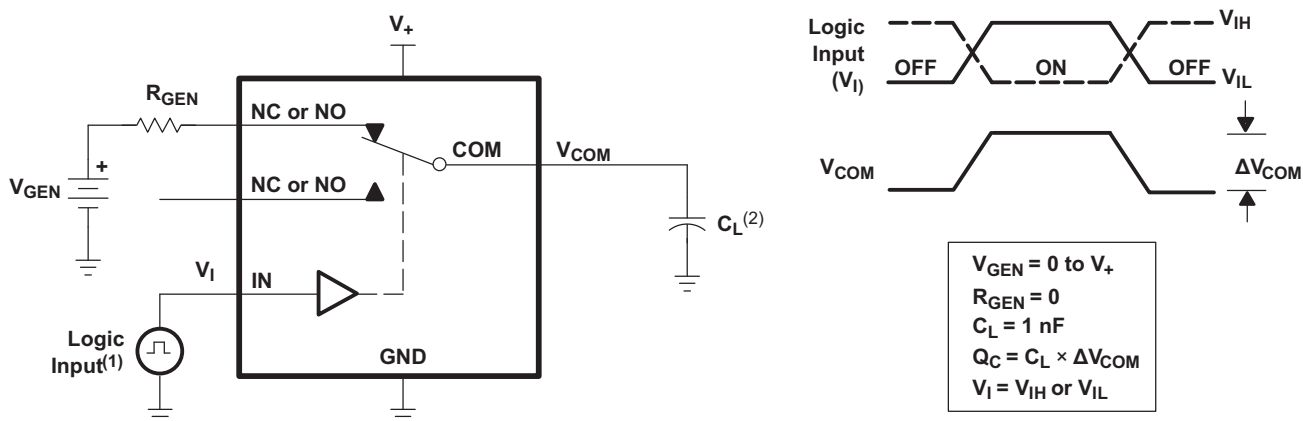 V+
RGEN
NC or NO
COM
VCOM
VGEN
+
NC or NO
CL(2)
VI
IN
Logic
Input(1)
GND
Logic
Input
(VI)
VIH
OFF
ON
OFF
VIL
VCOM
ΔVCOM
VGEN = 0 to V+
RGEN = 0
CL = 1 nF
QC = CL × ΔVCOM
VI = VIH or VIL